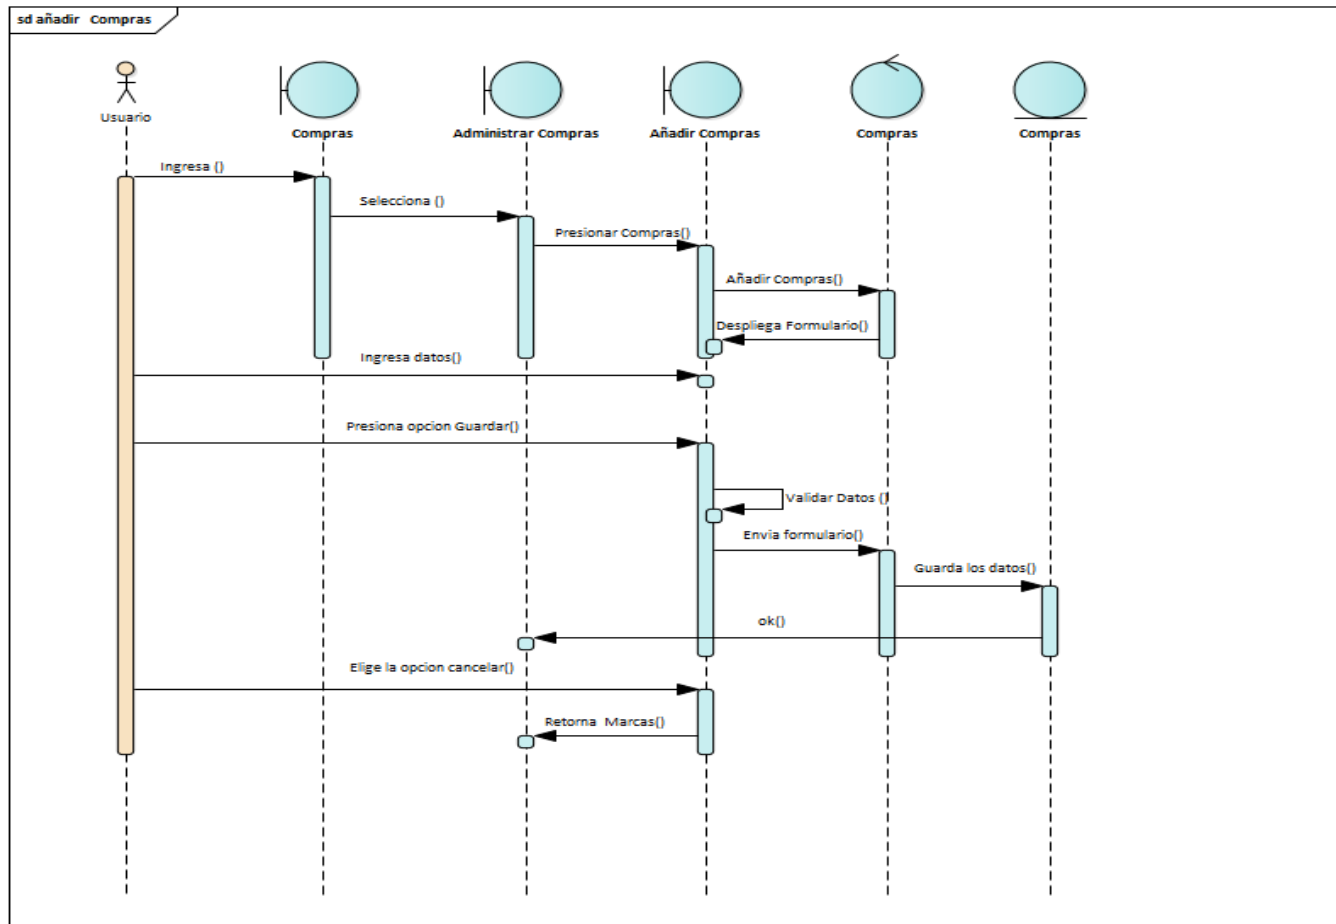 sd añadir Compras
Usuario
Compras
Administrar Compras
Añadir Compras
Compras
Compras
Ingresa ()
Selecciona ()
Presionar Compras()
Añadir Compras()
Despliega Formulario()
Ingresa datos()
Presiona opcion Guardar()
Validar Datos ()
Envia formulario()
Guarda los datos()
ok()
Elige la opcion cancelar()
Retorna Marcas()